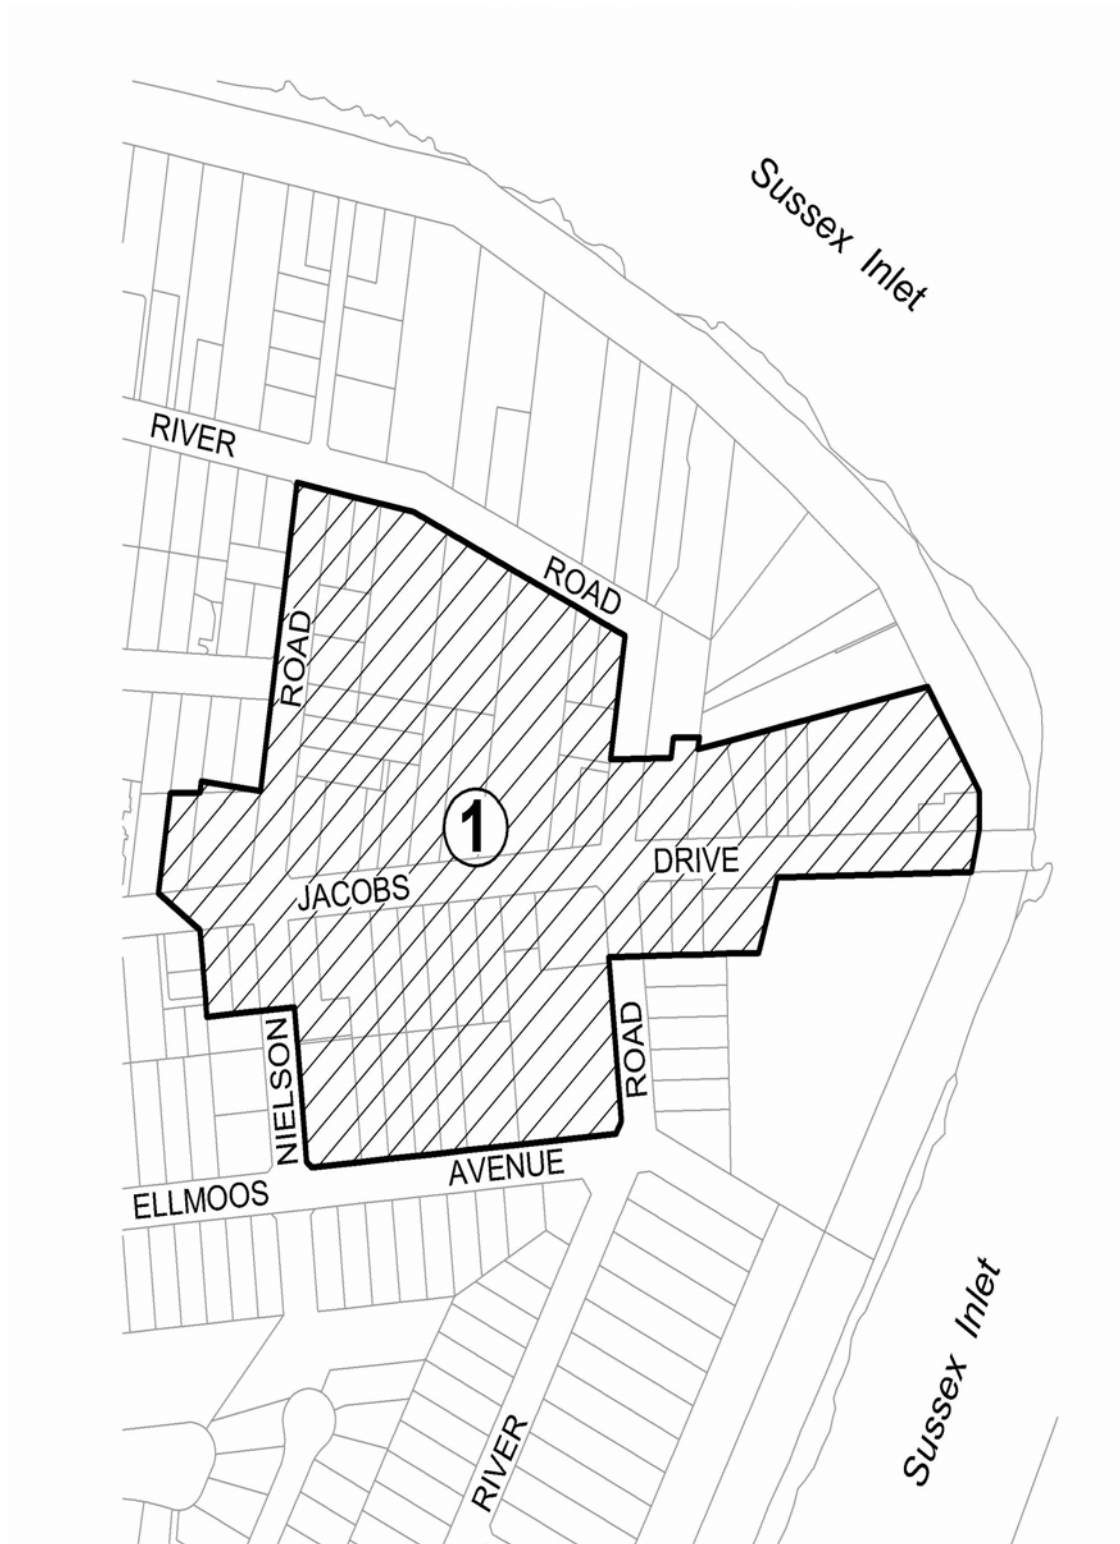 Sussex Inlet
RIVER
ROAD
ROAD
1
DRIVE
JACOBS
ROAD
NIELSON
AVENUE
ELLMOOS
Sussex Inlet
RIVER